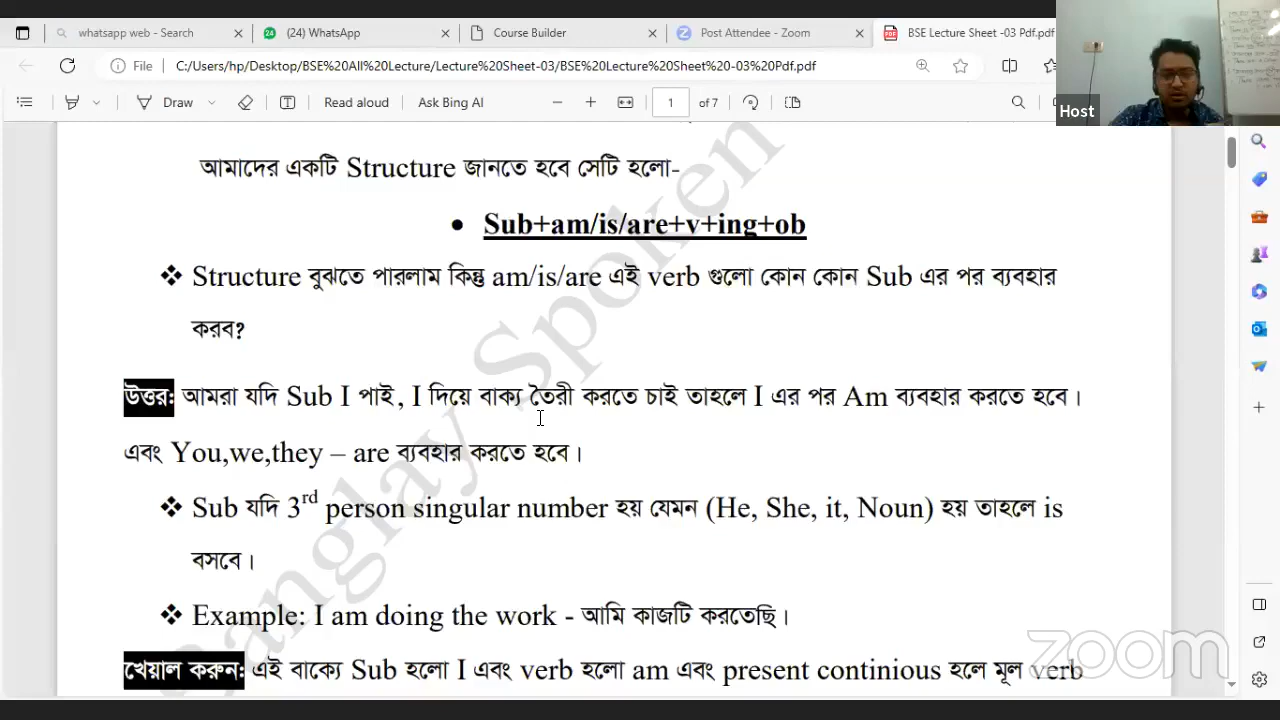 whatsapp web - Search
(24) WhatsApp
Course Builder
Post Attendee - Zoom
BSE Lecture Sheet -03 Pdf.pdf
File
C:/Users/hp/Desktop/BSE%20All%20Lecture/Lecture%20Sheet-03/BSE%20Lecture%20Sheet%20-03%20Pdf.pdf
Draw
Read aloud
Ask Bing AI
1
of 7
Host
আমাদের একটি Structure জানতে হবে সেটি হলো-
• Sub+am/is/are+v+ing+ob
❖ Structure বুঝতে পারলাম কিন্তু am/is/are এই verb গুলো কোন কোন Sub এর পর ব্যবহার
করব?
উত্তর: আমরা যদি Sub I পাই, I দিয়ে বাক্য তৈরী করতে চাই তাহলে I এর পর Am ব্যবহার করতে হবে।
এবং You,we,they – are ব্যবহার করতে হবে।
❖ Sub যদি 3rd person singular number হয় যেমন (He, She, it, Noun) হয় তাহলে is
বসবে।
❖ Example: I am doing the work - আমি কাজটি করতেছি।
খেয়াল করুন: এই বাক্যে Sub হলো I এবং verb হলো am এবং present continious হলে মূল verb
anglay Spoken
zoom